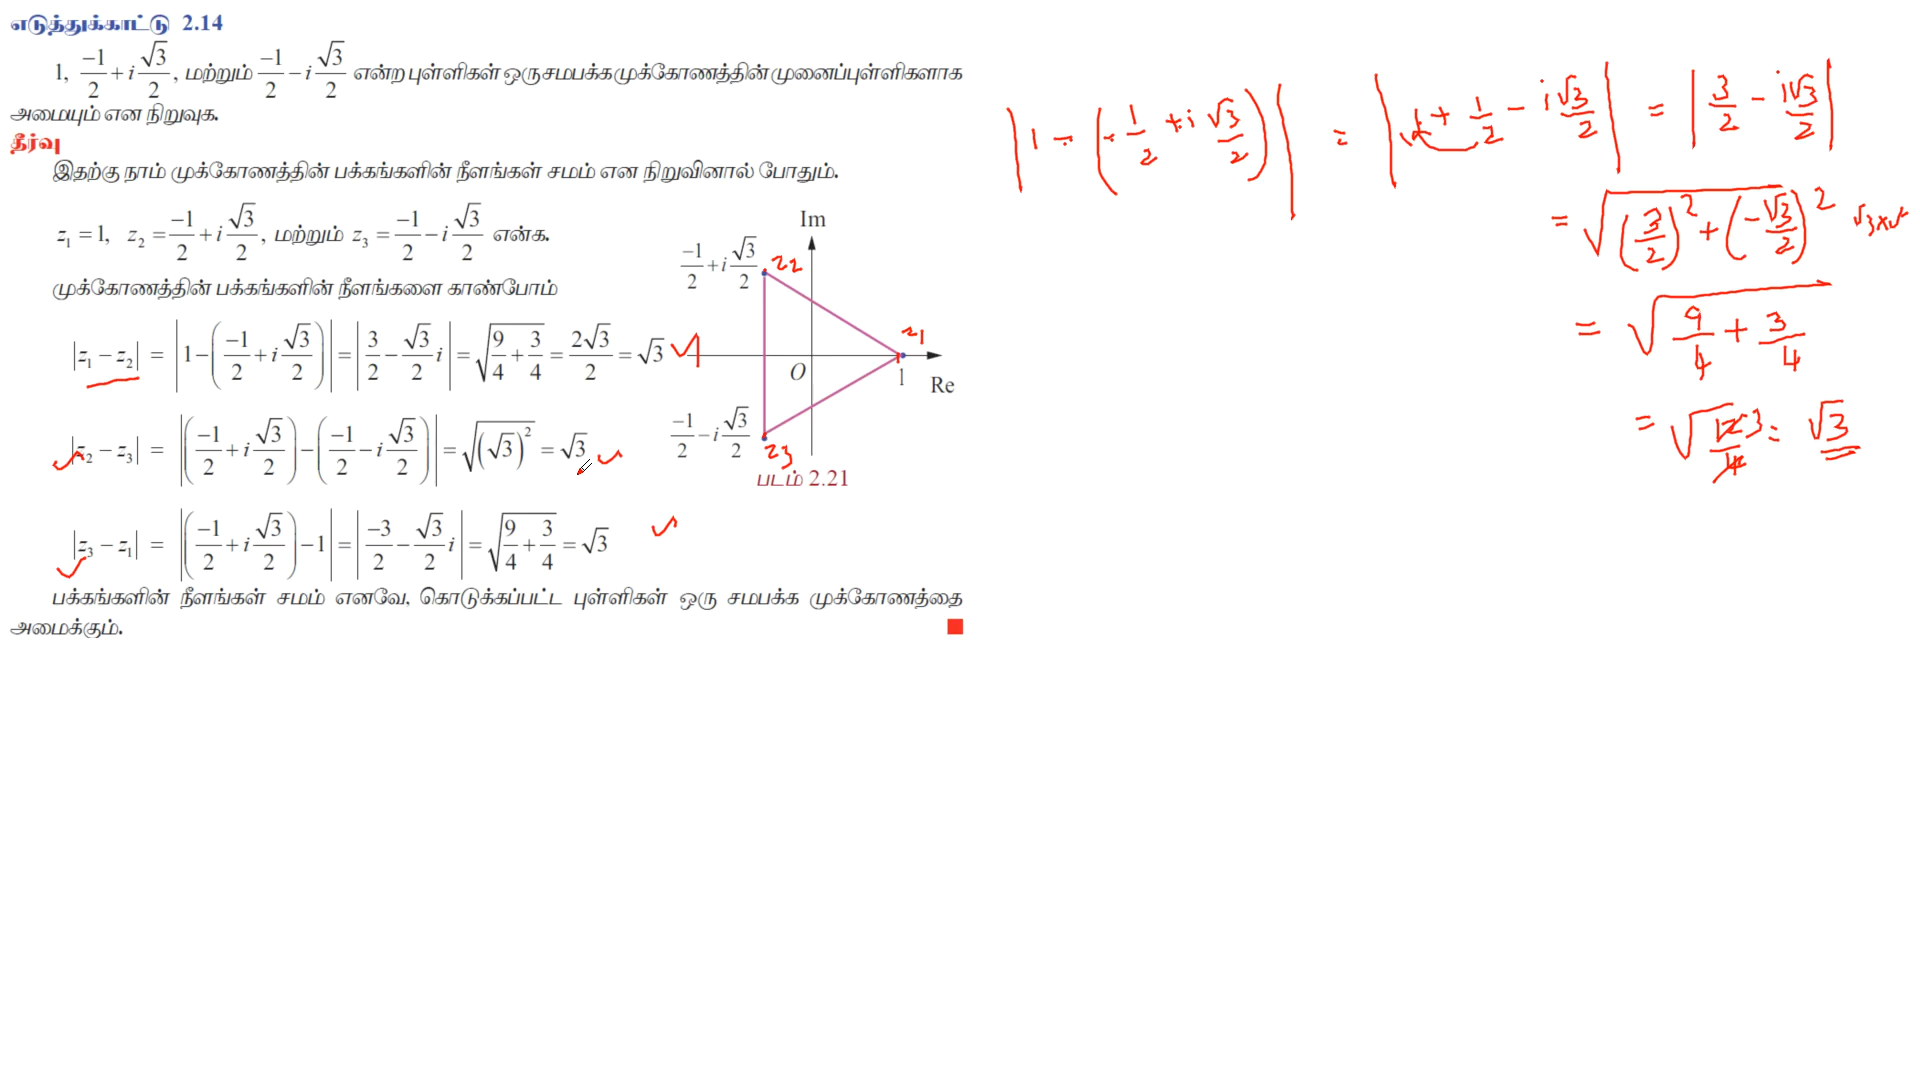 எடுத்துக்காட்டு 2.14
1, -1/2 + i √3/2, மற்றும் -1/2 - i √3/2 என்ற புள்ளிகள் ஒரு சமபக்க முக்கோணத்தின் முனைப்புள்ளிகளாக
அமையும் என நிறுவுக.
தீர்வு
இதற்கு நாம் முக்கோணத்தின் பக்கங்களின் நீளங்கள் சமம் என நிறுவினால் போதும்.
z₁ = 1, z₂ = -1/2 + i √3/2, மற்றும் z₃ = -1/2 - i √3/2 என்க.
முக்கோணத்தின் பக்கங்களின் நீளங்களை காண்போம்
|z₁ - z₂| = |1 - (-1/2 + i √3/2)| = |3/2 - √3/2 i| = √(9/4 + 3/4) = 2√3/2 = √3
|z₂ - z₃| = |(-1/2 + i √3/2) - (-1/2 - i √3/2)| = √((√3)²) = √3
|z₃ - z₁| = |(-1/2 + i √3/2) - 1| = |-3/2 - √3/2 i| = √(9/4 + 3/4) = √3
பக்கங்களின் நீளங்கள் சமம் எனவே, கொடுக்கப்பட்ட புள்ளிகள் ஒரு சமபக்க முக்கோணத்தை
அமைக்கும்.
Im
-1/2 + i √3/2
z2
z1
O
1
Re
-1/2 - i √3/2
z3
படம் 2.21
|1 - (-1/2 + i √3/2)| = |1 + 1/2 - i√3/2| = |3/2 - i√3/2|
= √((3/2)² + (-√3/2)²)
= √(9/4 + 3/4)
= √(12/4) 3 = √3